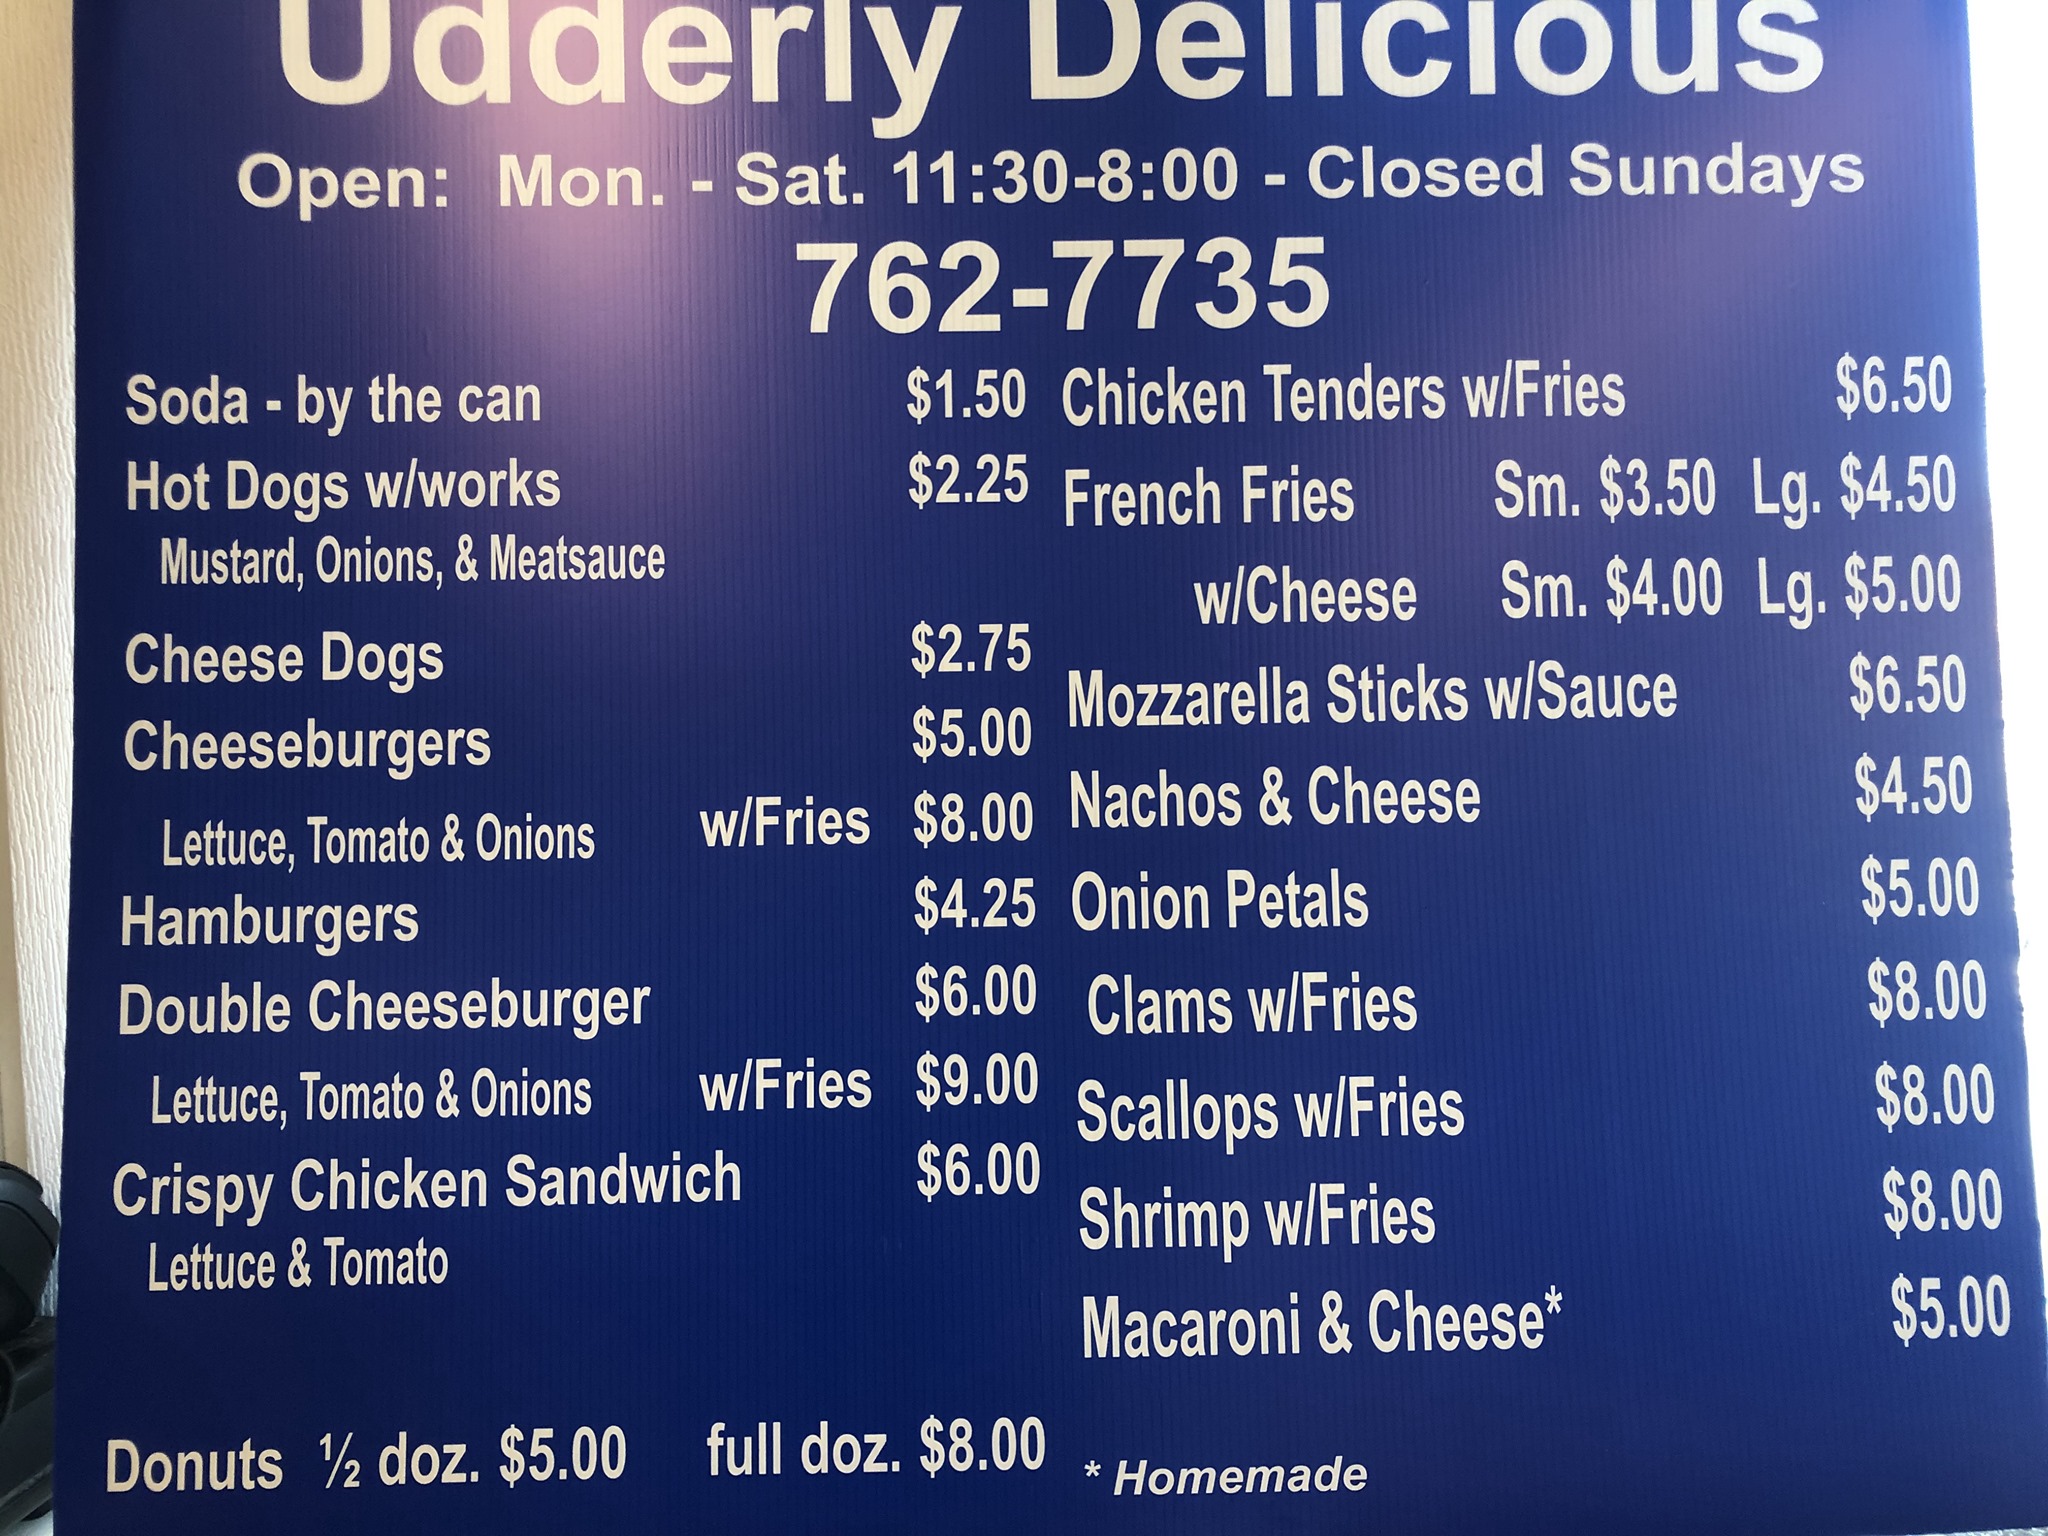 Udderly Delicious
Open: Mon. - Sat. 11:30-8:00 - Closed Sundays
762-7735
Soda - by the can $1.50
Hot Dogs w/works $2.25
Mustard, Onions, & Meatsauce
Cheese Dogs $2.75
Cheeseburgers $5.00
Lettuce, Tomato & Onions w/Fries $8.00
Hamburgers $4.25
Double Cheeseburger $6.00
Lettuce, Tomato & Onions w/Fries $9.00
Crispy Chicken Sandwich $6.00
Lettuce & Tomato
Donuts ½ doz. $5.00 full doz. $8.00
Chicken Tenders w/Fries $6.50
French Fries Sm. $3.50 Lg. $4.50
w/Cheese Sm. $4.00 Lg. $5.00
Mozzarella Sticks w/Sauce $6.50
Nachos & Cheese $4.50
Onion Petals $5.00
Clams w/Fries $8.00
Scallops w/Fries $8.00
Shrimp w/Fries $8.00
Macaroni & Cheese* $5.00
* Homemade